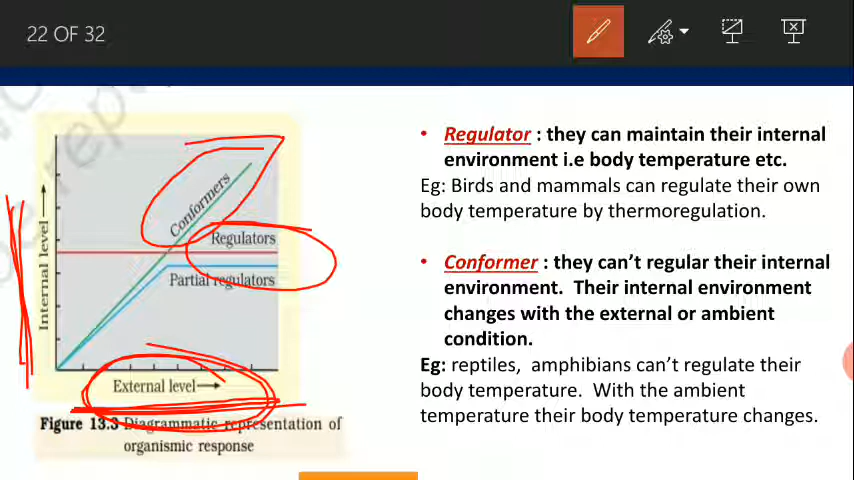 22 OF 32
Conformers
Regulators
Partial regulators
Internal level
External level
Figure 13.3 Diagrammatic representation of
organismic response
• Regulator : they can maintain their internal
environment i.e body temperature etc.
Eg: Birds and mammals can regulate their own
body temperature by thermoregulation.
• Conformer : they can’t regular their internal
environment. Their internal environment
changes with the external or ambient
condition.
Eg: reptiles, amphibians can’t regulate their
body temperature. With the ambient
temperature their body temperature changes.